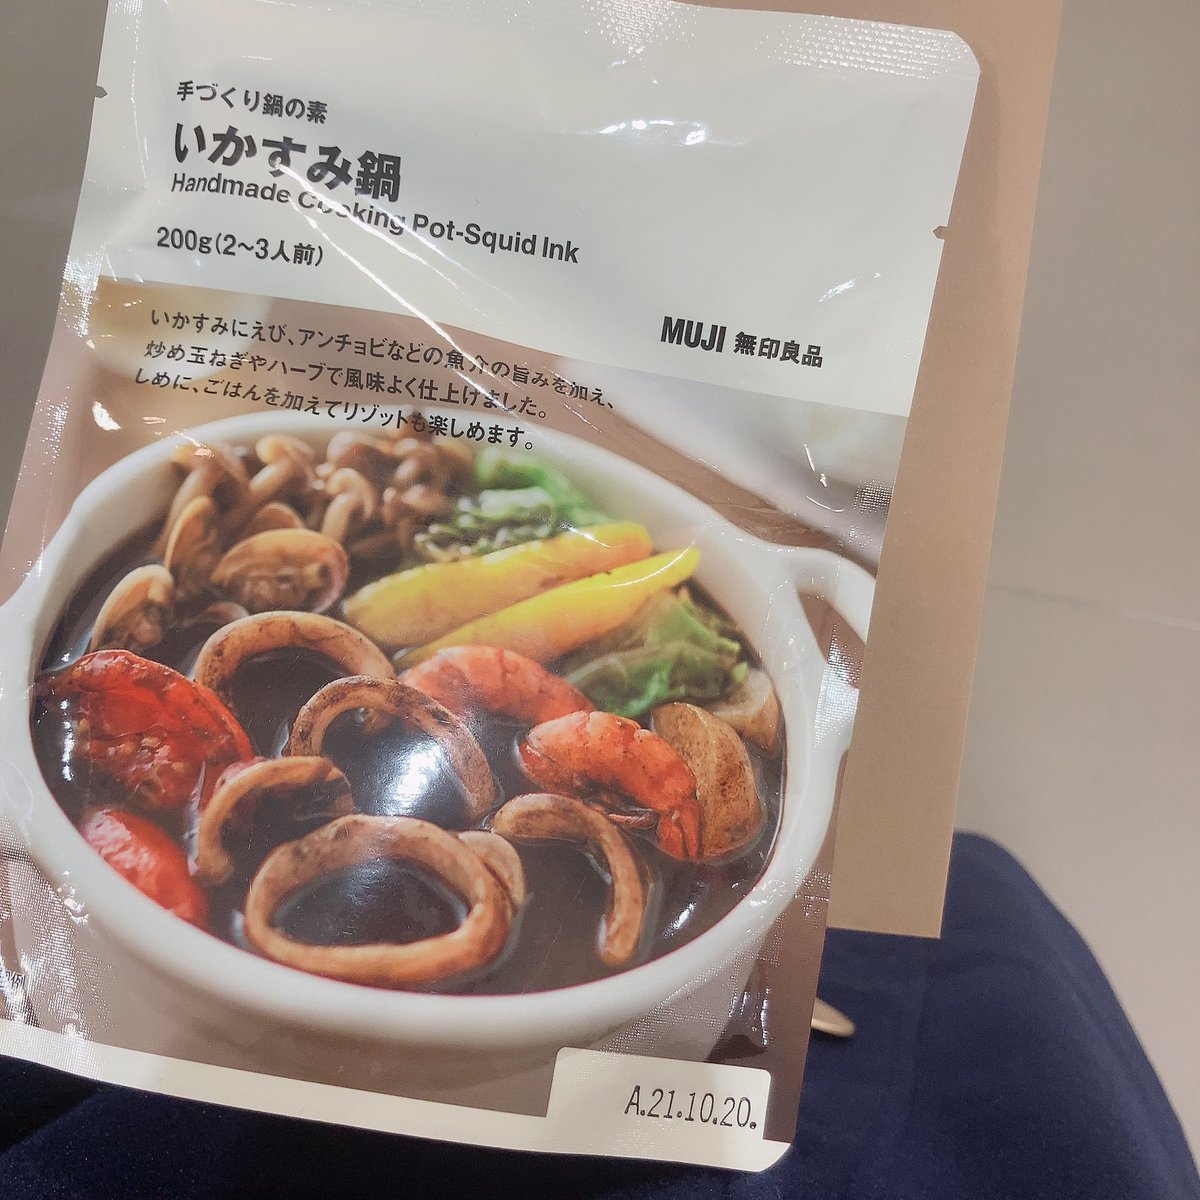 手づくり鍋の素
いかすみ鍋
Handmade Cooking Pot-Squid Ink
200g(2〜3人前)
MUJI 無印良品
いかすみにえび、アンチョビなどの魚介の旨みを加え、
炒め玉ねぎやハーブで風味よく仕上げました。
しめに、ごはんを加えてリゾットも楽しめます。
A.21.10.20.